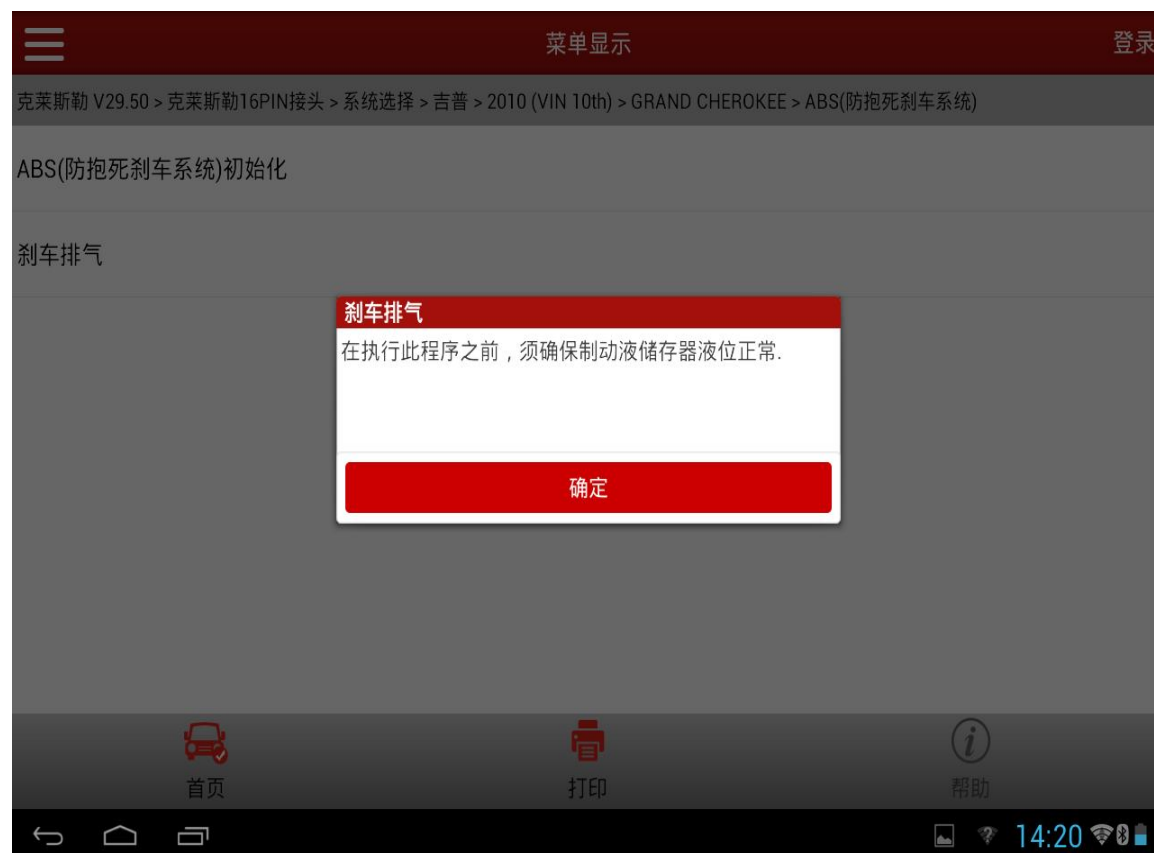 菜单显示
登录
克莱斯勒 V29.50 > 克莱斯勒16PIN接头 > 系统选择 > 吉普 > 2010 (VIN 10th) > GRAND CHEROKEE > ABS(防抱死刹车系统)
ABS(防抱死刹车系统)初始化
刹车排气
刹车排气
在执行此程序之前，须确保制动液储存器液位正常.
确定
首页
打印
帮助
14:20